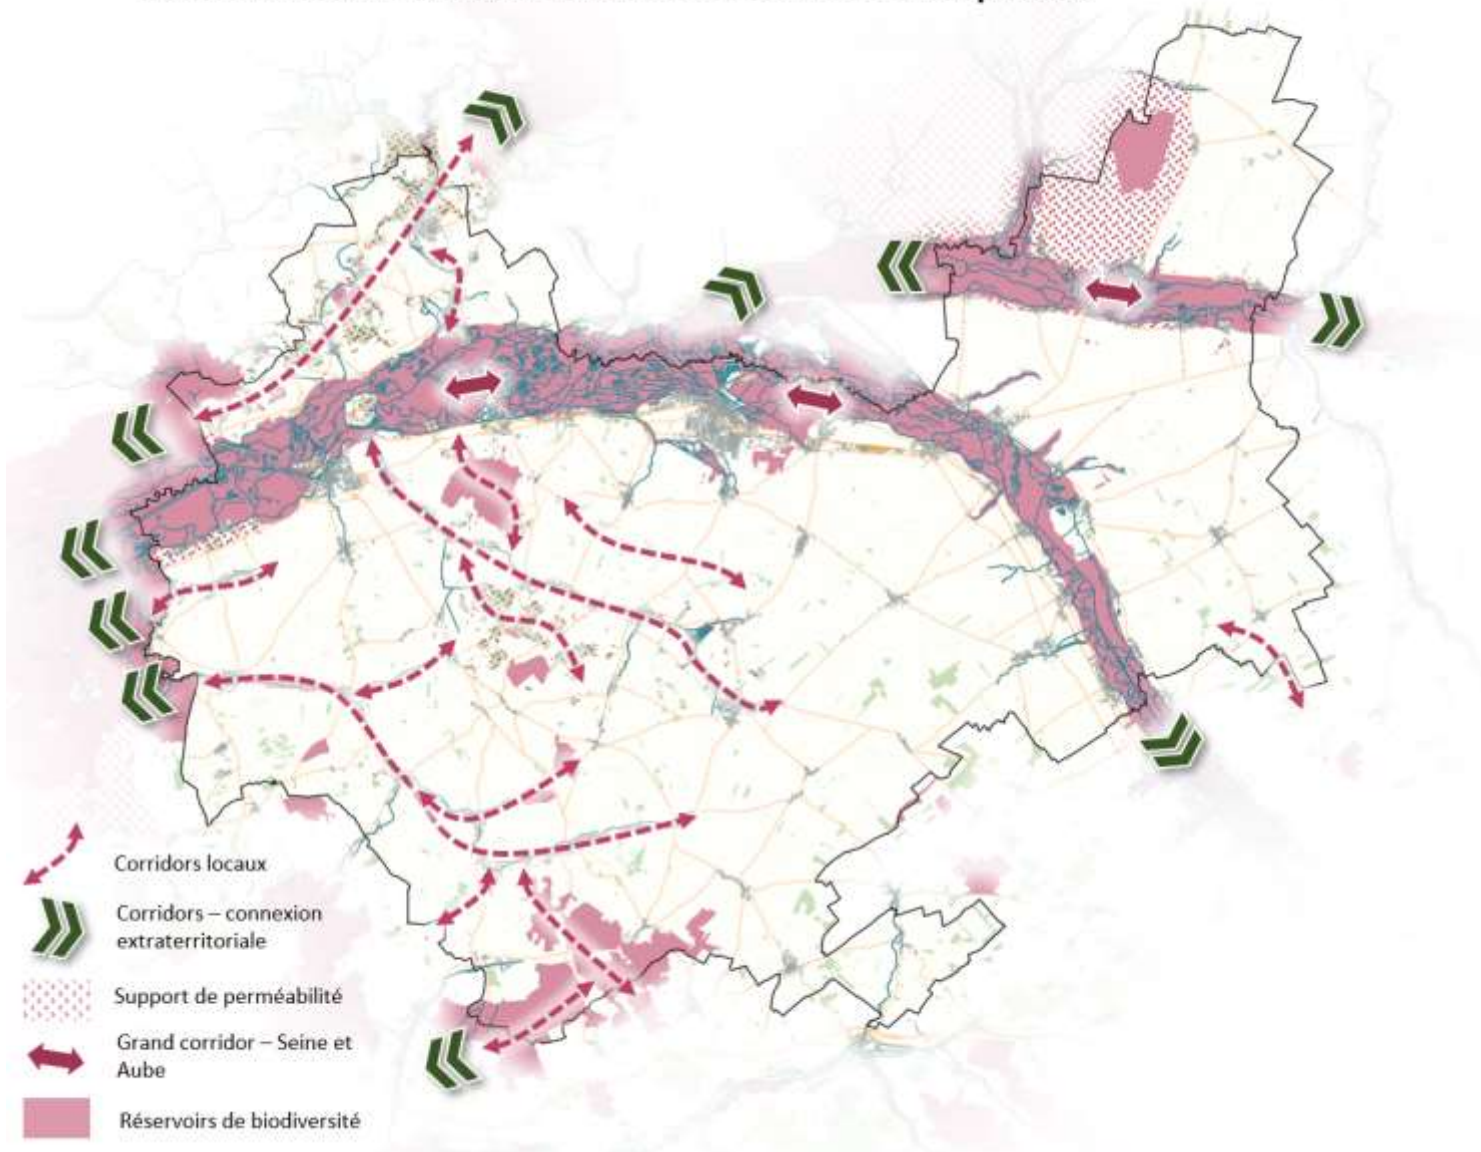 Corridors locaux
Corridors – connexion
extraterritoriale
Support de perméabilité
Grand corridor – Seine et
Aube
Réservoirs de biodiversité